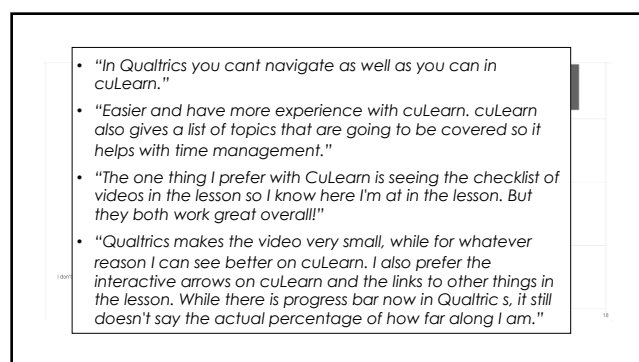 • “In Qualtrics you cant navigate as well as you can in
cuLearn.”
• “Easier and have more experience with cuLearn. cuLearn
also gives a list of topics that are going to be covered so it
helps with time management.”
• “The one thing I prefer with CuLearn is seeing the checklist of
videos in the lesson so I know here I'm at in the lesson. But
they both work great overall!”
• “Qualtrics makes the video very small, while for whatever
reason I can see better on cuLearn. I also prefer the
interactive arrows on cuLearn and the links to other things in
I don'
the lesson. While there is progress bar now in Qualtric s, it still
doesn't say the actual percentage of how far along I am.”
18